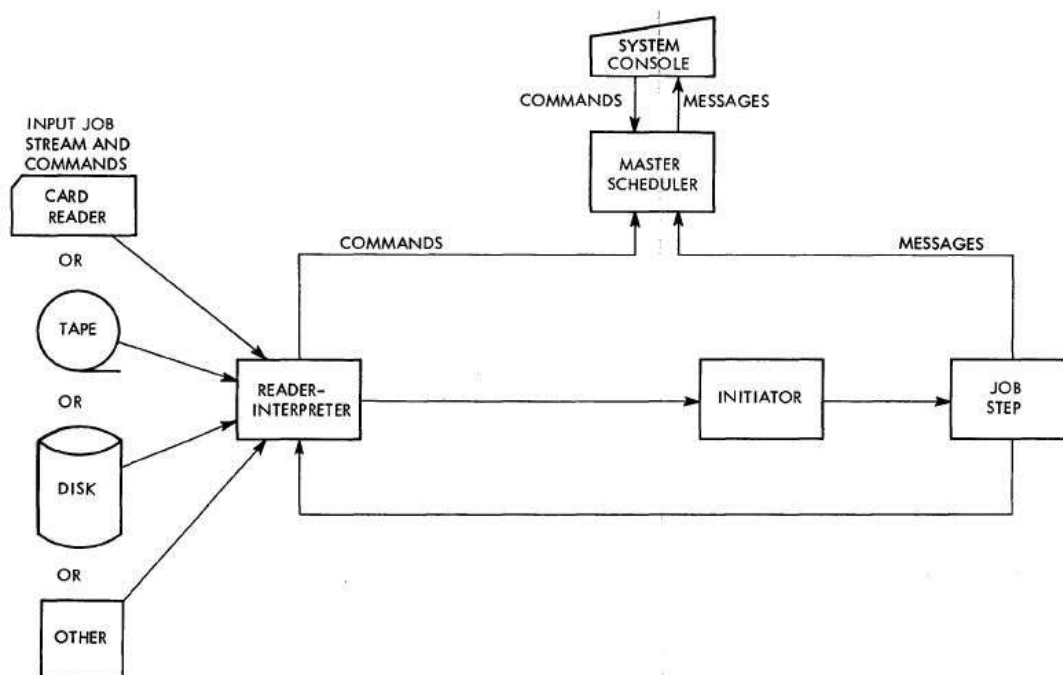 SYSTEM
CONSOLE
COMMANDS
MESSAGES
INPUT JOB
STREAM AND
COMMANDS
MASTER
SCHEDULER
CARD
READER
COMMANDS
MESSAGES
OR
TAPE
READER-
INTERPRETER
INITIATOR
JOB
STEP
OR
DISK
OR
OTHER